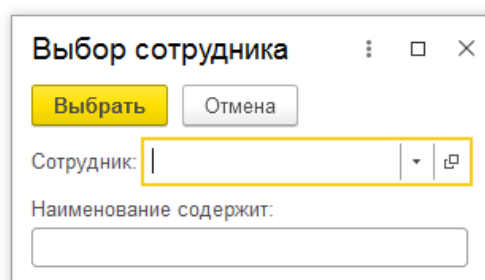 Выбор сотрудника
Выбрать Отмена
Сотрудник:
Наименование содержит: